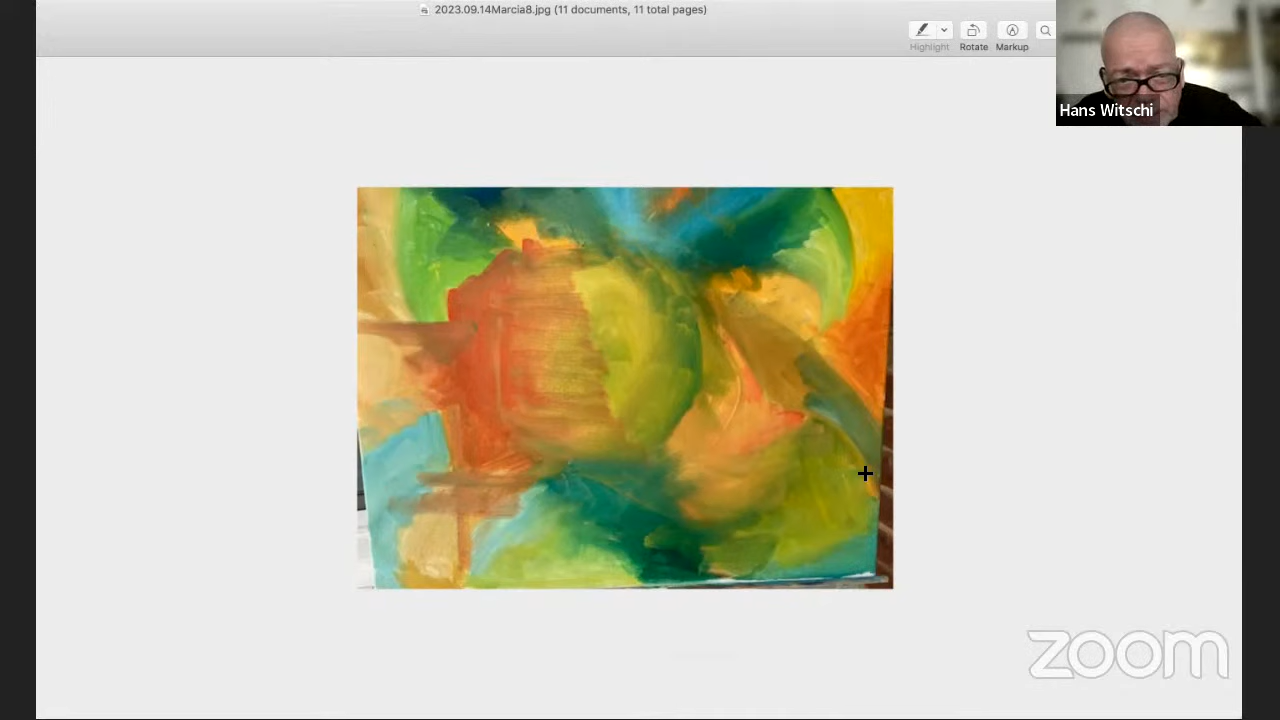 2023.09.14Marcia8.jpg (11 documents, 11 total pages)
Highlight
Rotate
Markup
Hans Witschi
zoom